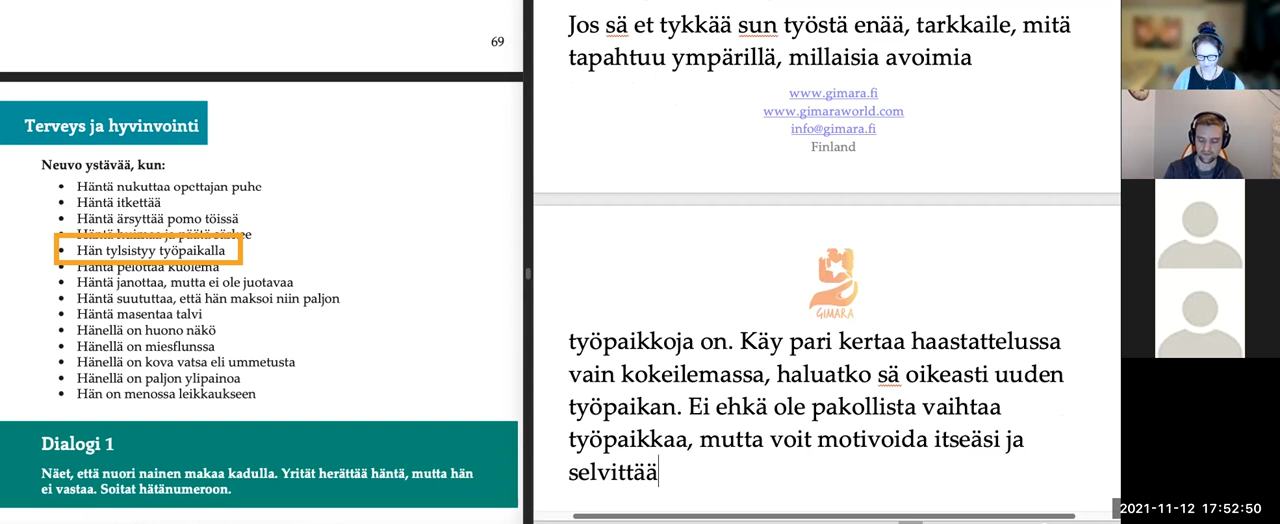 69
Terveys ja hyvinvointi
Neuvo ystävää, kun:
• Häntä nukuttaa opettajan puhe
• Häntä itkettää
• Häntä ärsyttää pomo töissä
• Häntä huimaa ja päätä särkee
• Hän tylsistyy työpaikalla
• Häntä pelottaa kuolema
• Häntä janottaa, mutta ei ole juotavaa
• Häntä suututtaa, että hän maksoi niin paljon
• Häntä masentaa talvi
• Hänellä on huono näkö
• Hänellä on miesflunssa
• Hänellä on kova vatsa eli ummetusta
• Hänellä on paljon ylipainoa
• Hän on menossa leikkaukseen
Dialogi 1
Näet, että nuori nainen makaa kadulla. Yrität herättää häntä, mutta hän
ei vastaa. Soitat hätänumeroon.
Jos sä et tykkää sun työstä enää, tarkkaile, mitä
tapahtuu ympärillä, millaisia avoimia
www.gimara.fi
www.gimaraworld.com
info@gimara.fi
Finland
GIMARA
työpaikkoja on. Käy pari kertaa haastattelussa
vain kokeilemassa, haluatko sä oikeasti uuden
työpaikan. Ei ehkä ole pakollista vaihtaa
työpaikkaa, mutta voit motivoida itseäsi ja
selvittää
2021-11-12 17:52:50